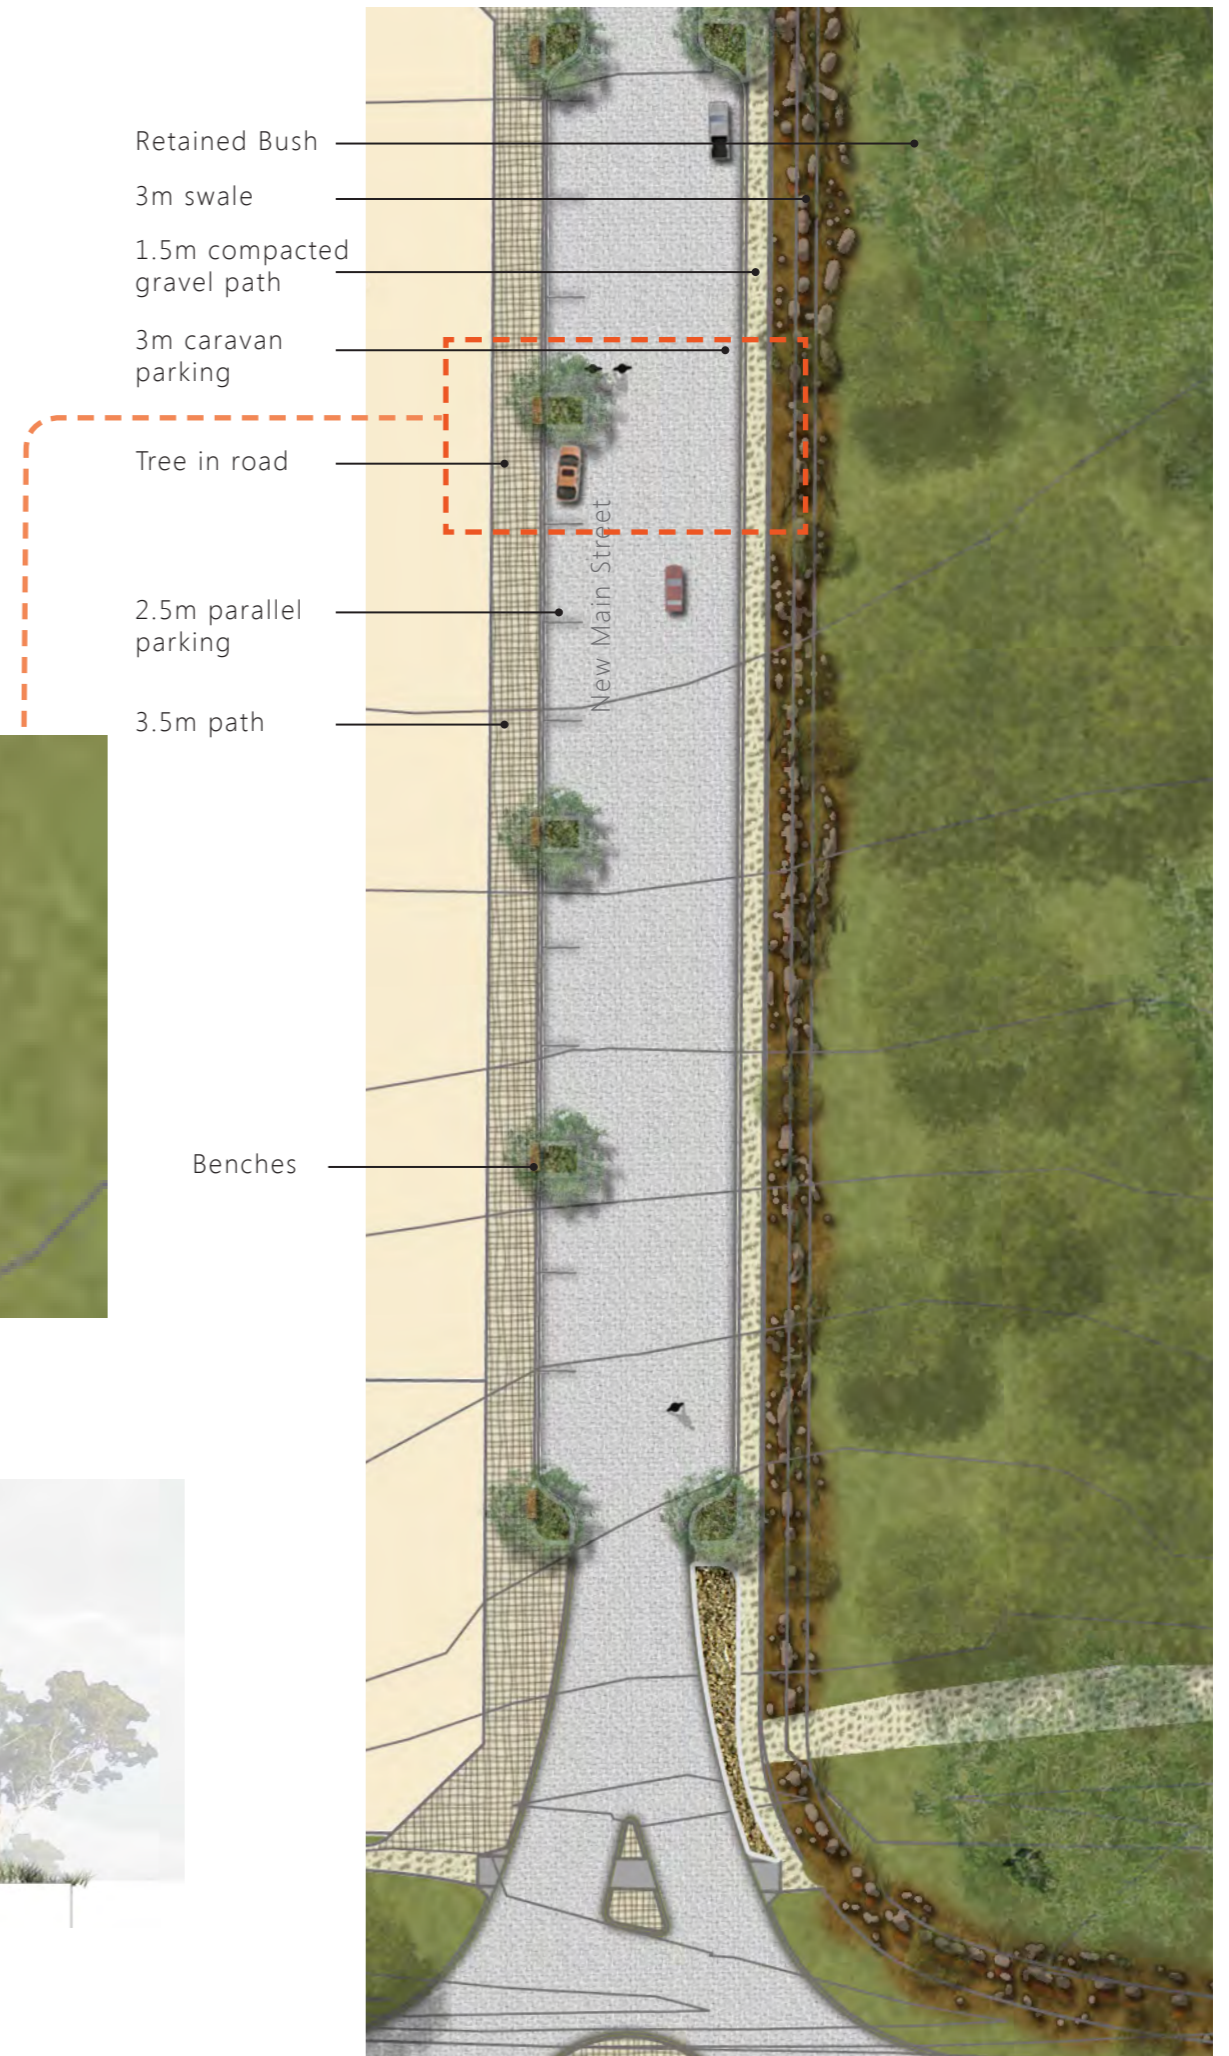 Retained Bush
3m swale
1.5m compacted
gravel path
3m caravan
parking
Tree in road
New Main Street
2.5m parallel
parking
3.5m path
Benches